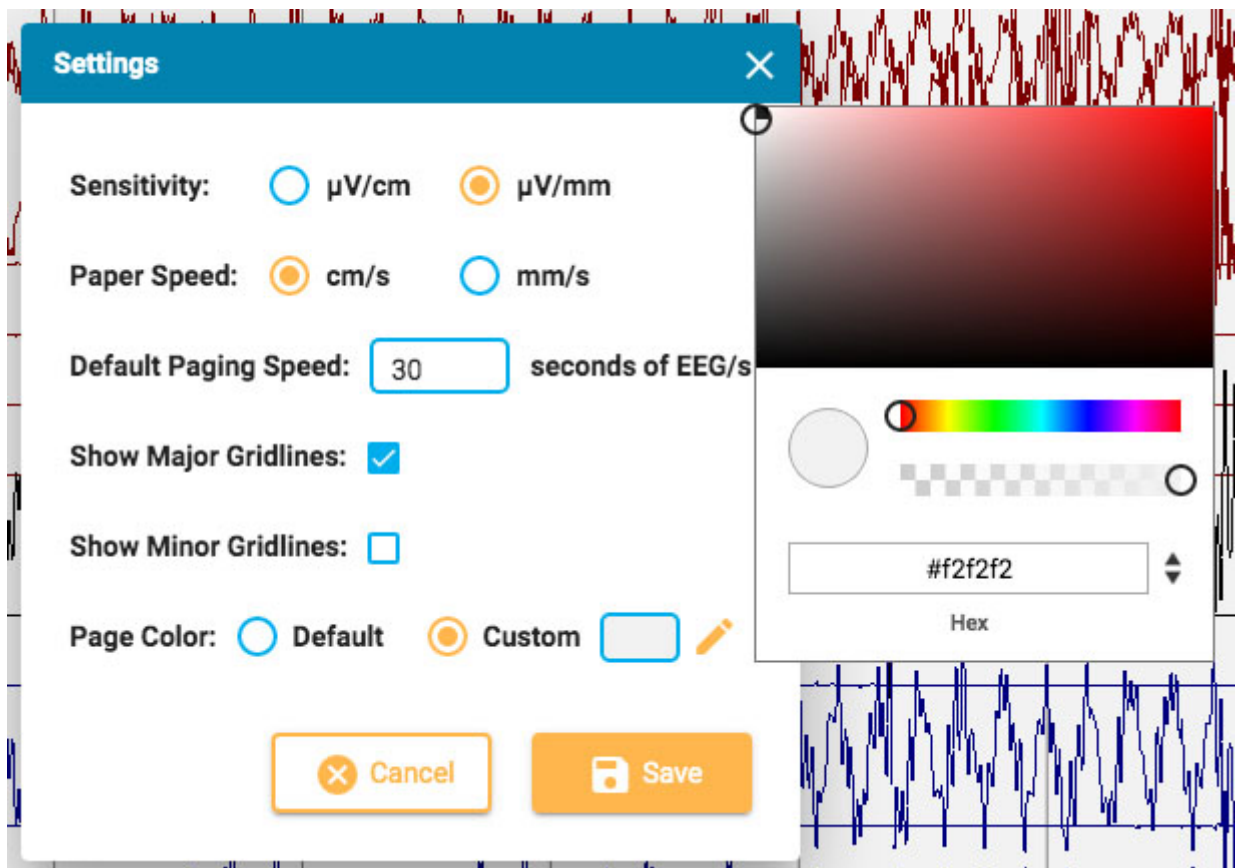 Settings
Sensitivity: µV/cm µV/mm
Paper Speed: cm/s mm/s
Default Paging Speed: 30 seconds of EEG/s
Show Major Gridlines:
Show Minor Gridlines:
#f2f2f2
Hex
Page Color: Default Custom
Cancel Save